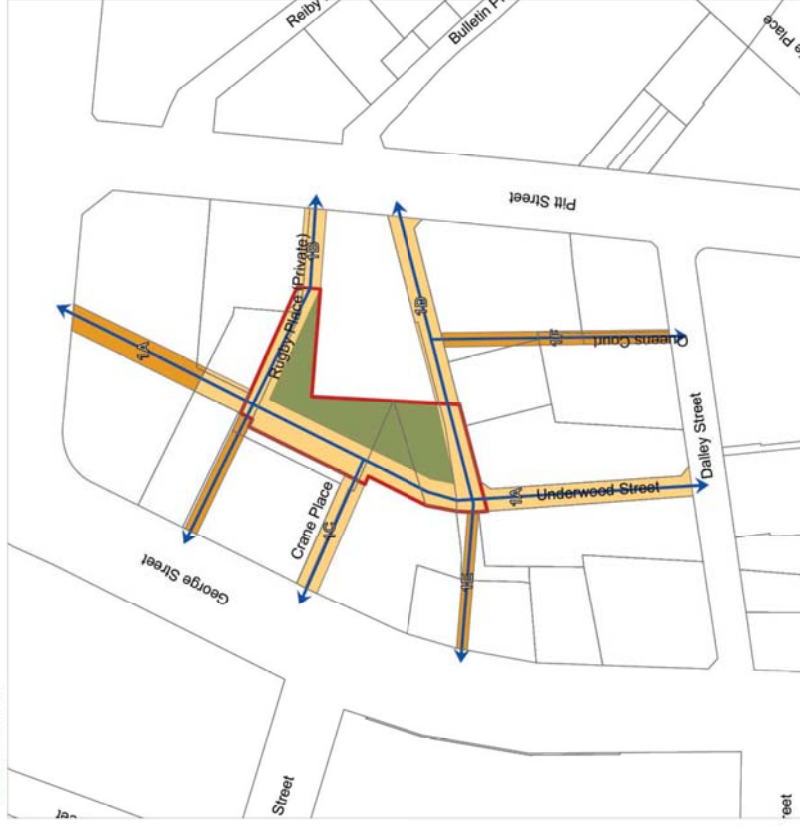 Reiby
Bulletin P
Place
Pitt Street
Rugby Place (Private)
1B
1D
1A
1F
Queens Court
Dalley Street
1A
Underwood Street
Crane Place
1C
1E
George Street
Street